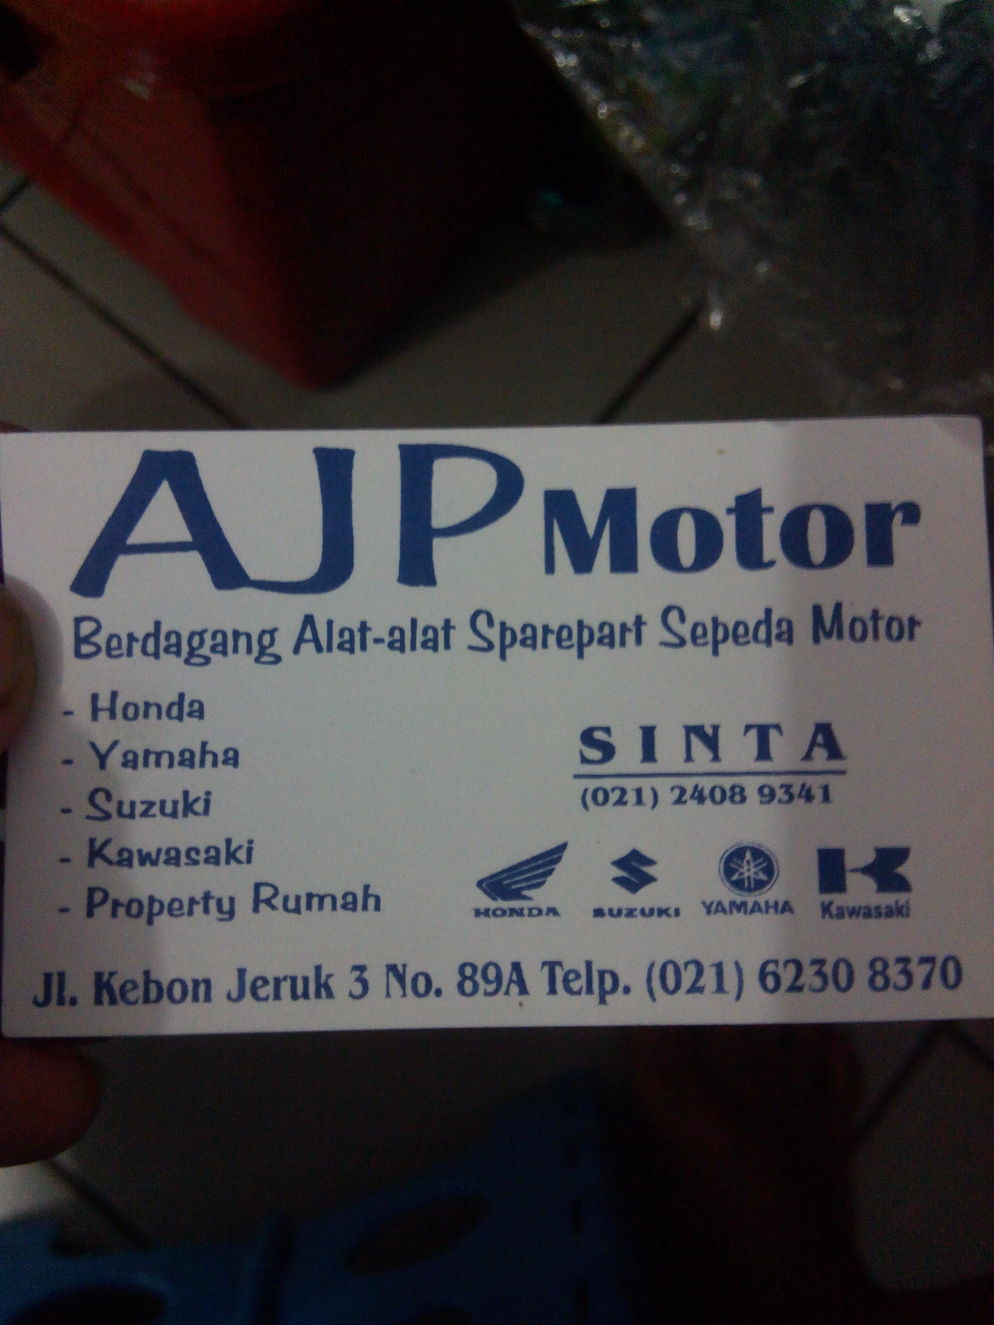 AJP Motor
Berdagang Alat-alat Sparepart Sepeda Motor
- Honda
- Yamaha
- Suzuki
- Kawasaki
- Property Rumah
SINTA
(021) 2408 9341
HONDA SUZUKI YAMAHA Kawasaki
Jl. Kebon Jeruk 3 No. 89A Telp. (021) 6230 8370